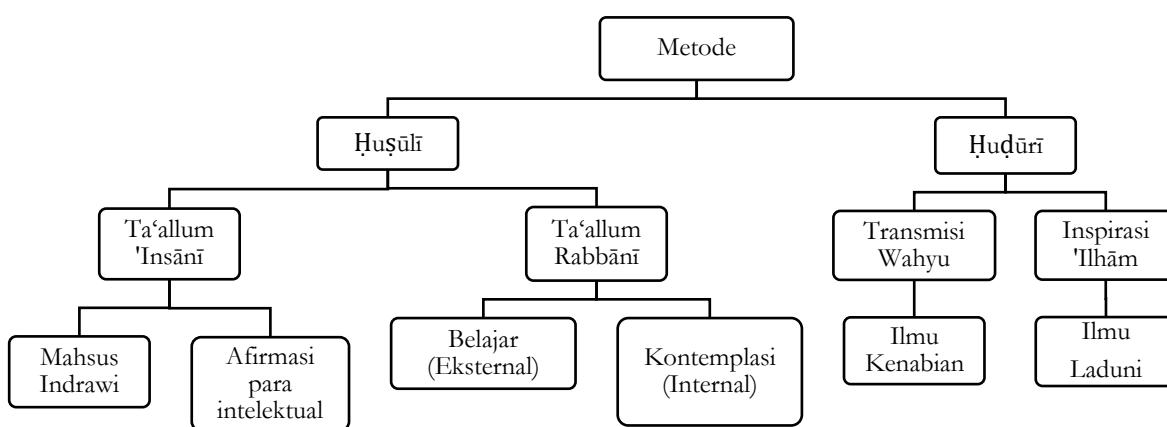 Metode
Ḥuṣūlī
Ḥuḍūrī
Ta‘allum
'Insānī
Ta‘allum
Rabbānī
Transmisi
Wahyu
Inspirasi
'Ilhām
Mahsus
Indrawi
Afirmasi
para
intelektual
Belajar
(Eksternal)
Kontemplasi
(Internal)
Ilmu
Kenabian
Ilmu
Laduni